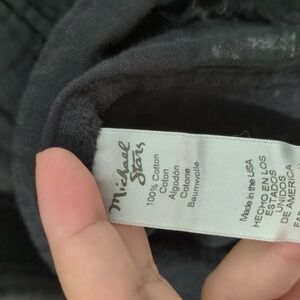 Michael
Stars
100% Cotton
Coton
Algodón
Cotone
Baumwolle
Made in the USA
HECHO EN LOS
ESTADOS
UNIDOS
DE AMERICA